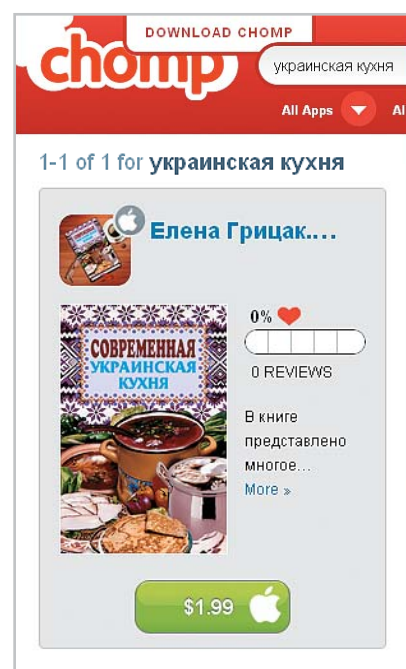 DOWNLOAD CHOMP
chomp
украинская кухня
All Apps
Al
1-1 of 1 for украинская кухня
Елена Грицак....
0%
СОВРЕМЕННАЯ
УКРАИНСКАЯ
КУХНЯ
0 REVIEWS
В книге
представлено
многое...
More »
$1.99